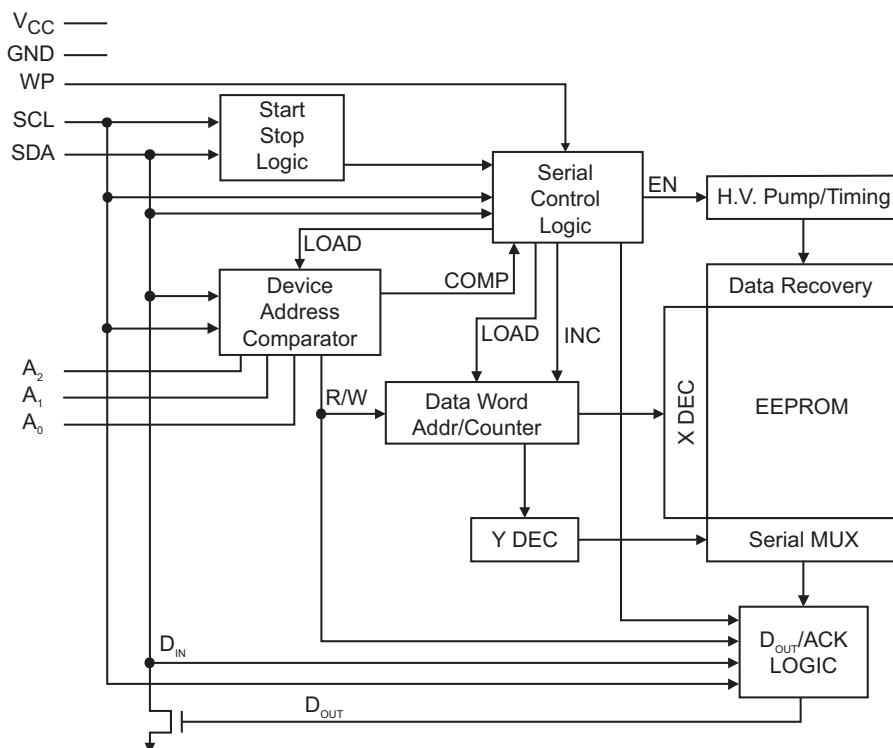 VCC
GND
WP
SCL
SDA
Start
Stop
Logic
Serial
Control
Logic
EN
H.V. Pump/Timing
LOAD
COMP
Device
Address
Comparator
Data Recovery
LOAD
INC
A2
A1
A0
R/W
Data Word
Addr/Counter
X DEC
EEPROM
Y DEC
Serial MUX
DIN
DOUT/ACK
LOGIC
DOUT